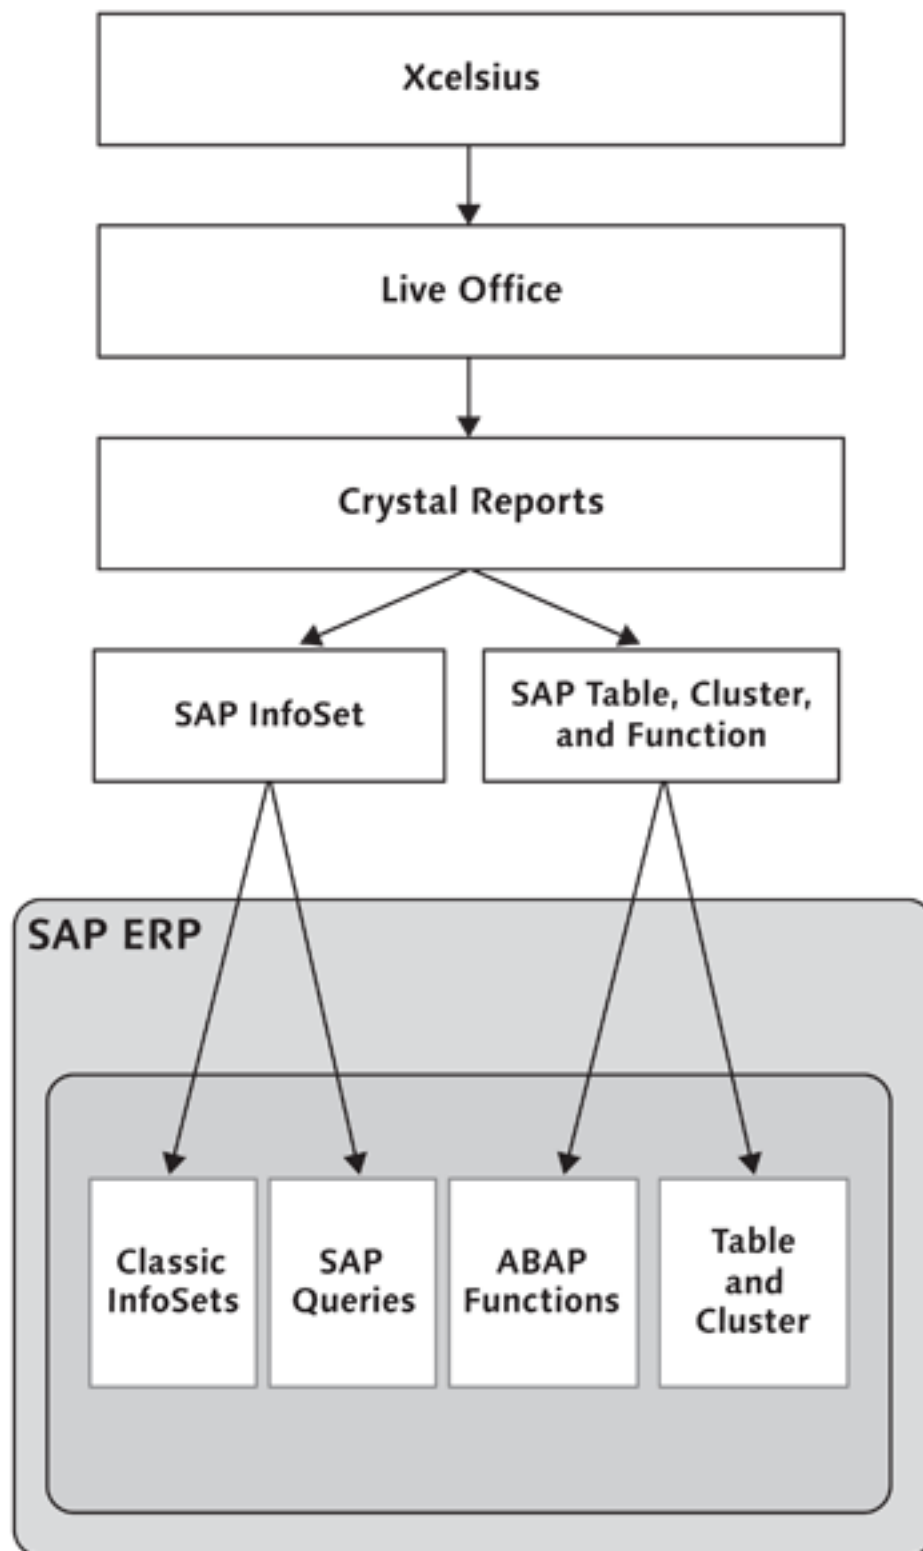 Xcelsius
Live Office
Crystal Reports
SAP InfoSet
SAP Table, Cluster,
and Function
SAP ERP
Classic
InfoSets
SAP
Queries
ABAP
Functions
Table
and
Cluster